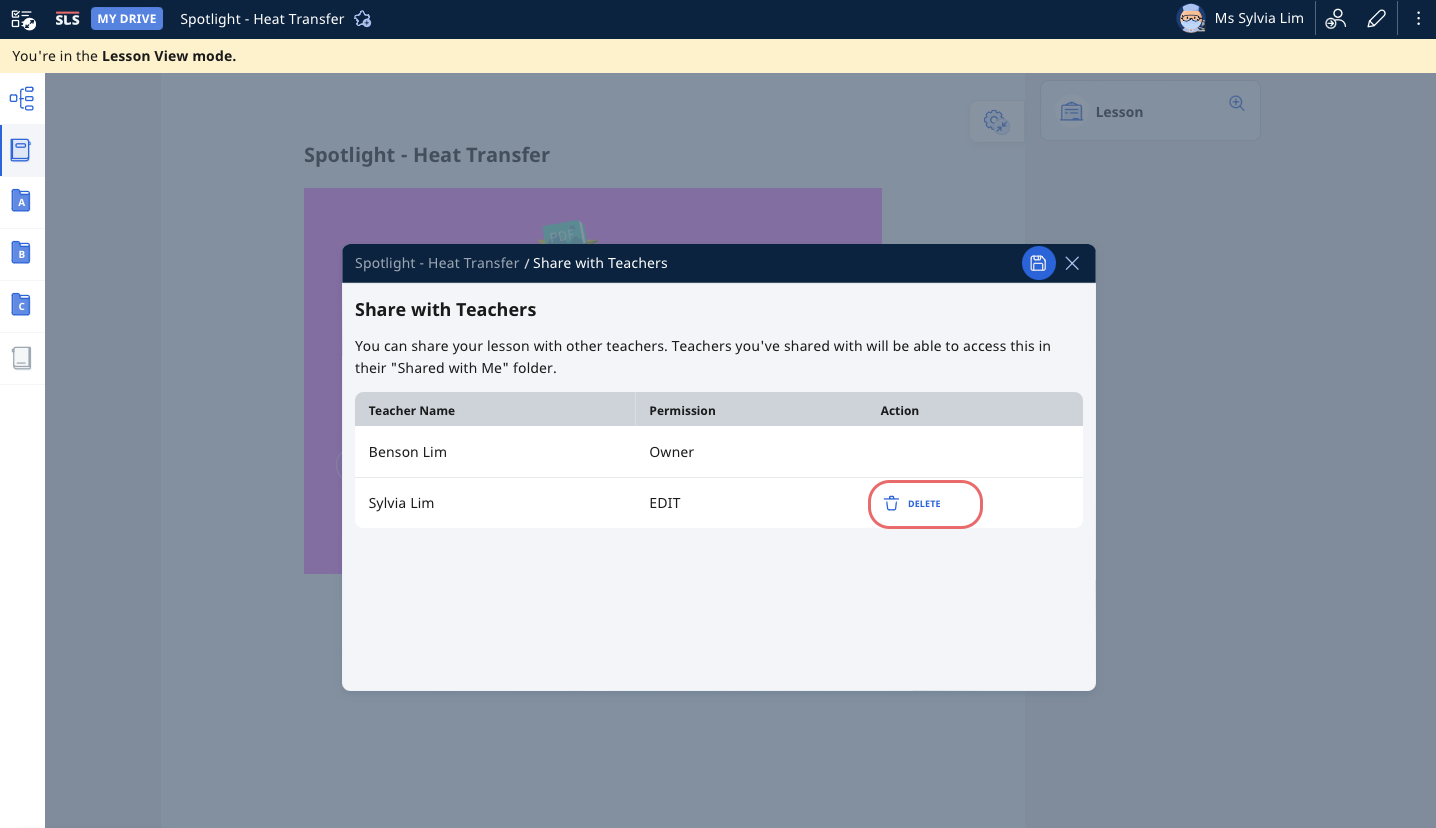 SLS MY DRIVE Spotlight - Heat Transfer Ms Sylvia Lim
You're in the Lesson View mode.
Lesson
Spotlight - Heat Transfer
PDF
Spotlight - Heat Transfer / Share with Teachers
Share with Teachers
You can share your lesson with other teachers. Teachers you've shared with will be able to access this in
their "Shared with Me" folder.
Teacher Name Permission Action
Benson Lim Owner
Sylvia Lim EDIT DELETE
A
B
C